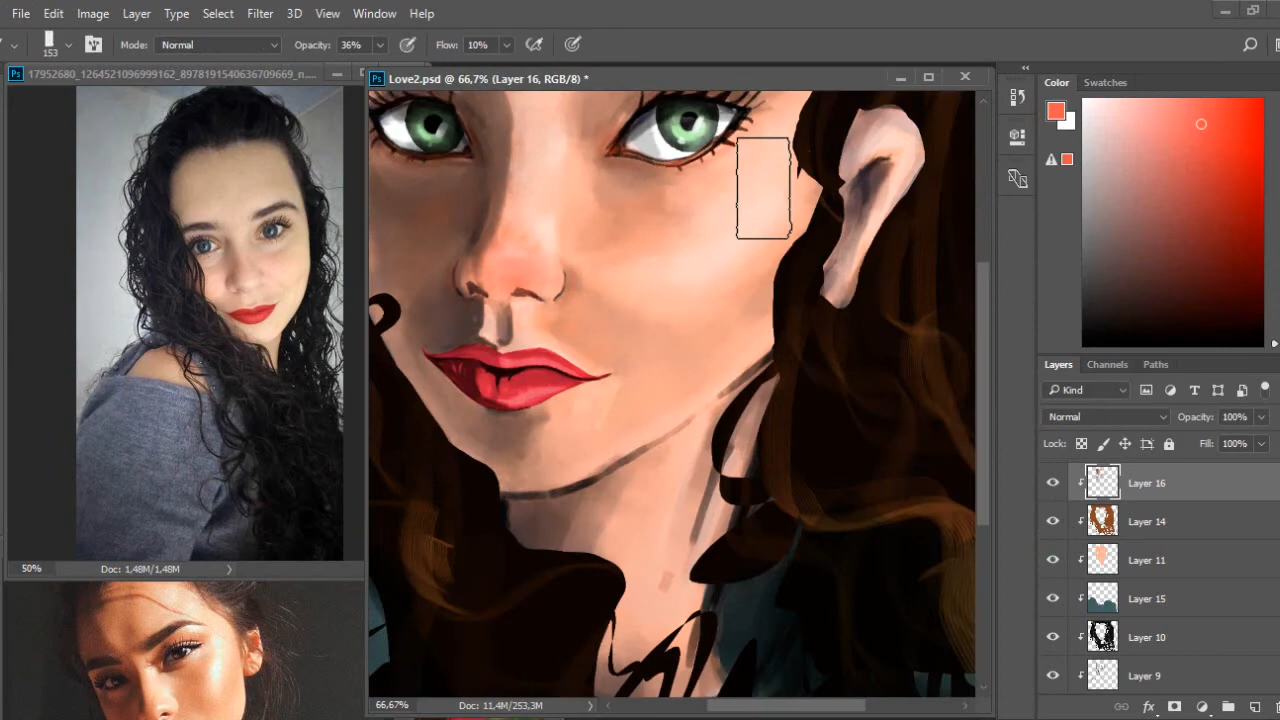 File Edit Image Layer Type Select Filter 3D View Window Help
153 Mode: Normal Opacity: 36% Flow: 10%
Ps 17952680_1264521096999162_8978191540636709669_n....
Ps Love2.psd @ 66,7% (Layer 16, RGB/8) *
Color Swatches
Layers Channels Paths
Kind
Normal Opacity: 100%
Lock: Fill: 100%
Layer 16
Layer 14
Layer 11
Layer 15
Layer 10
Layer 9
50% Doc: 1,48M/1,48M
66,67% Doc: 11,4M/253,3M
fx